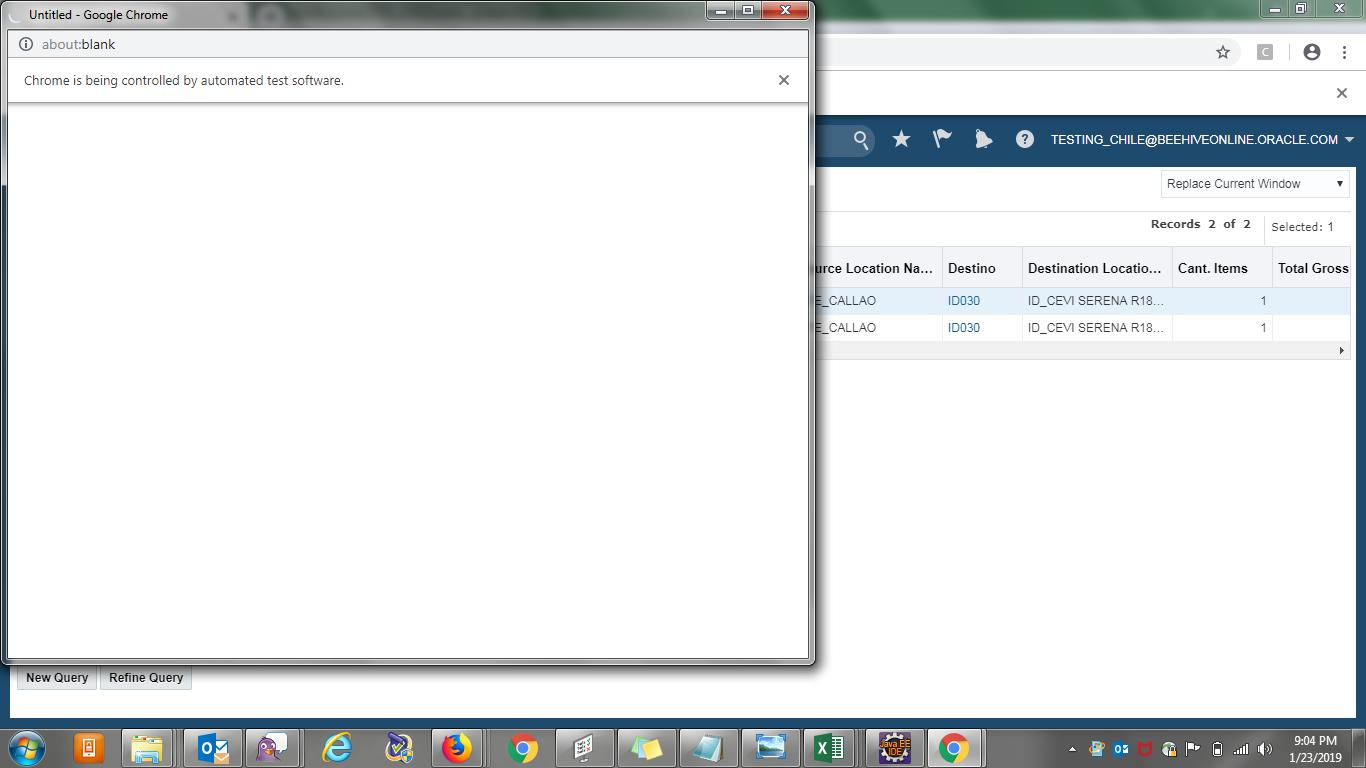 Untitled - Google Chrome
about:blank
Chrome is being controlled by automated test software.
C
TESTING_CHILE@BEEHIVEONLINE.ORACLE.COM
Replace Current Window
Records 2 of 2
Selected: 1
urce Location Na... Destino Destination Locatio... Cant. Items Total Gross
E_CALLAO ID030 ID_CEVI SERENA R18... 1
E_CALLAO ID030 ID_CEVI SERENA R18... 1
New Query Refine Query
Java EE
IDE
9:04 PM
1/23/2019